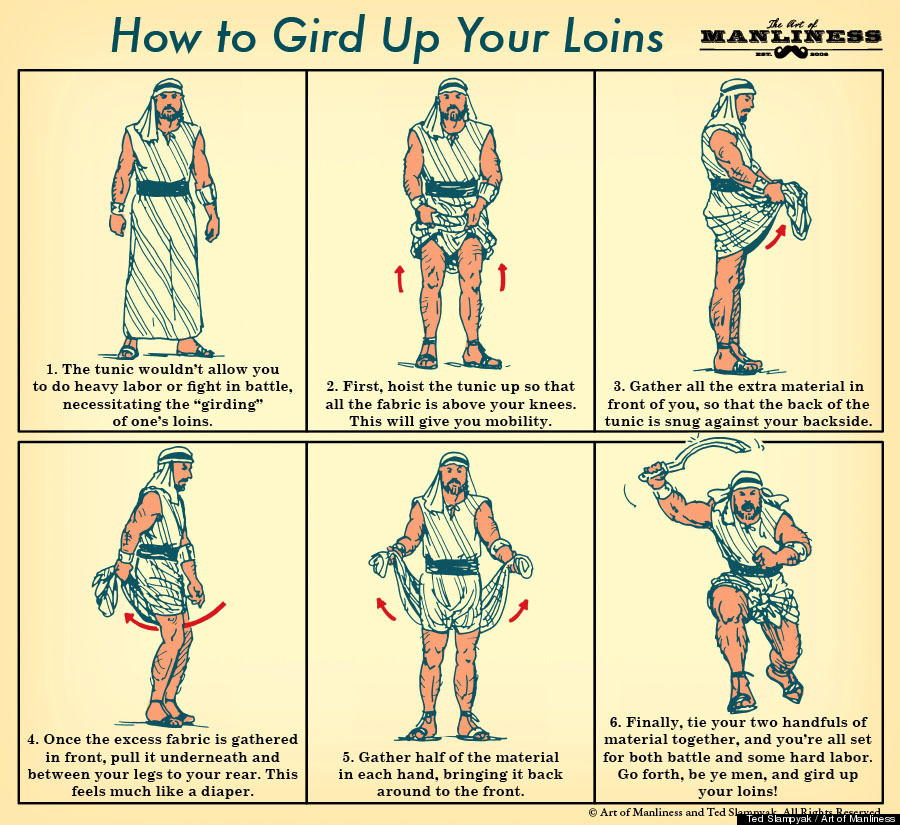 How to Gird Up Your Loins
The Art of
MANLINESS
EST. 2008
1. The tunic wouldn't allow you
to do heavy labor or fight in battle,
necessitating the “girding”
of one's loins.
2. First, hoist the tunic up so that
all the fabric is above your knees.
This will give you mobility.
3. Gather all the extra material in
front of you, so that the back of the
tunic is snug against your backside.
4. Once the excess fabric is gathered
in front, pull it underneath and
between your legs to your rear. This
feels much like a diaper.
5. Gather half of the material
in each hand, bringing it back
around to the front.
6. Finally, tie your two handfuls of
material together, and you're all set
for both battle and some hard labor.
Go forth, be ye men, and gird up
your loins!
© Art of Manliness and Ted Slampyak. All Rights Reserved.
Ted Slampyak / Art of Manliness